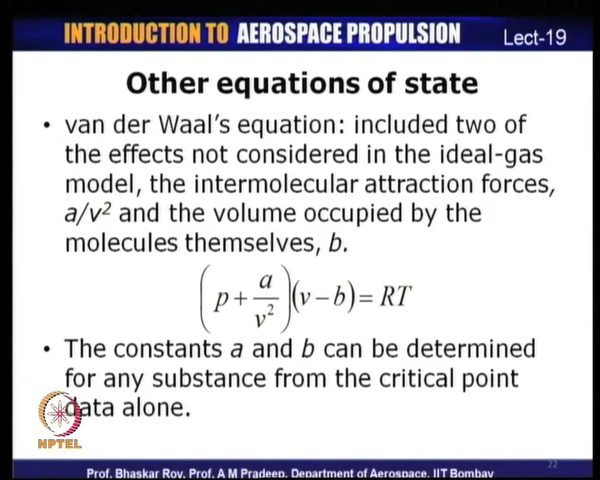 INTRODUCTION TO AEROSPACE PROPULSION
Lect-19
Other equations of state
• van der Waal's equation: included two of
the effects not considered in the ideal-gas
model, the intermolecular attraction forces,
a/v² and the volume occupied by the
molecules themselves, b.
(p + a/v²)(v − b) = RT
• The constants a and b can be determined
for any substance from the critical point
data alone.
NPTEL
22
Prof. Bhaskar Roy, Prof. A M Pradeep, Department of Aerospace, IIT Bombay